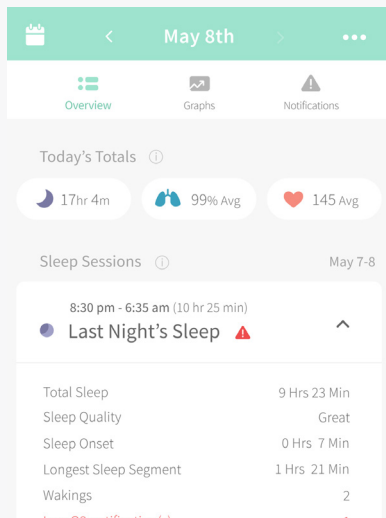 May 8th
Overview
Graphs
Notifications
Today's Totals
17hr 4m
99% Avg
145 Avg
Sleep Sessions
May 7-8
8:30 pm - 6:35 am (10 hr 25 min)
Last Night's Sleep
Total Sleep 9 Hrs 23 Min
Sleep Quality Great
Sleep Onset 0 Hrs 7 Min
Longest Sleep Segment 1 Hrs 21 Min
Wakings 2